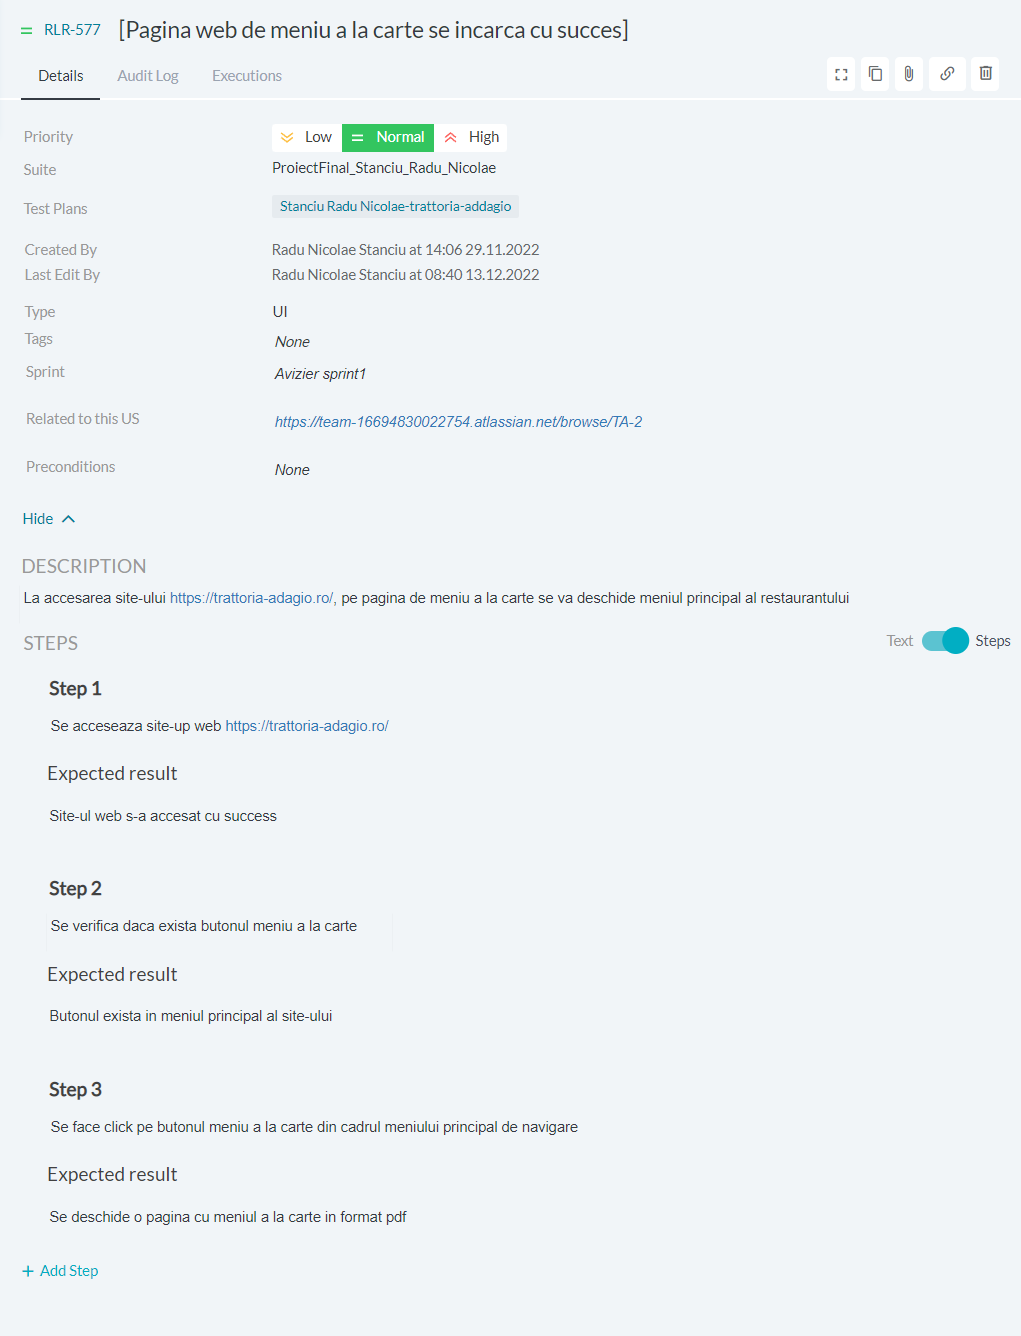 RLR-577 [Pagina web de meniu a la carte se incarca cu succes]
Details Audit Log Executions
Priority Low Normal High
Suite ProiectFinal_Stanciu_Radu_Nicolae
Test Plans Stanciu Radu Nicolae-trattoria-addagio
Created By Radu Nicolae Stanciu at 14:06 29.11.2022
Last Edit By Radu Nicolae Stanciu at 08:40 13.12.2022
Type UI
Tags None
Sprint Avizier sprint1
Related to this US https://team-16694830022754.atlassian.net/browse/TA-2
Preconditions None
Hide
DESCRIPTION
La accesarea site-ului https://trattoria-adagio.ro/, pe pagina de meniu a la carte se va deschide meniul principal al restaurantului
STEPS Text Steps
Step 1
Se acceseaza site-up web https://trattoria-adagio.ro/
Expected result
Site-ul web s-a accesat cu success
Step 2
Se verifica daca exista butonul meniu a la carte
Expected result
Butonul exista in meniul principal al site-ului
Step 3
Se face click pe butonul meniu a la carte din cadrul meniului principal de navigare
Expected result
Se deschide o pagina cu meniul a la carte in format pdf
+ Add Step